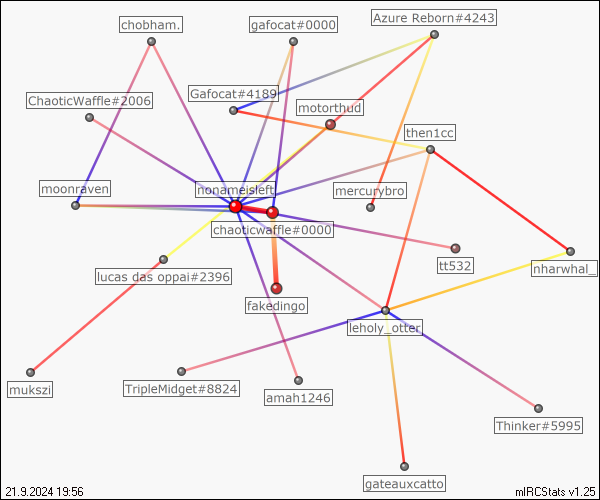 chobham.
gafocat#0000
Azure Reborn#4243
ChaoticWaffle#2006
Gafocat#4189
motorthud
then1cc
moonraven
nonameisleft
mercurybro
chaoticwaffle#0000
lucas das oppai#2396
tt532
nharwhal_
fakedingo
leholy_otter
mukszi
TripleMidget#8824
amah1246
Thinker#5995
gateauxcatto
21.9.2024 19:56
mIRCStats v1.25